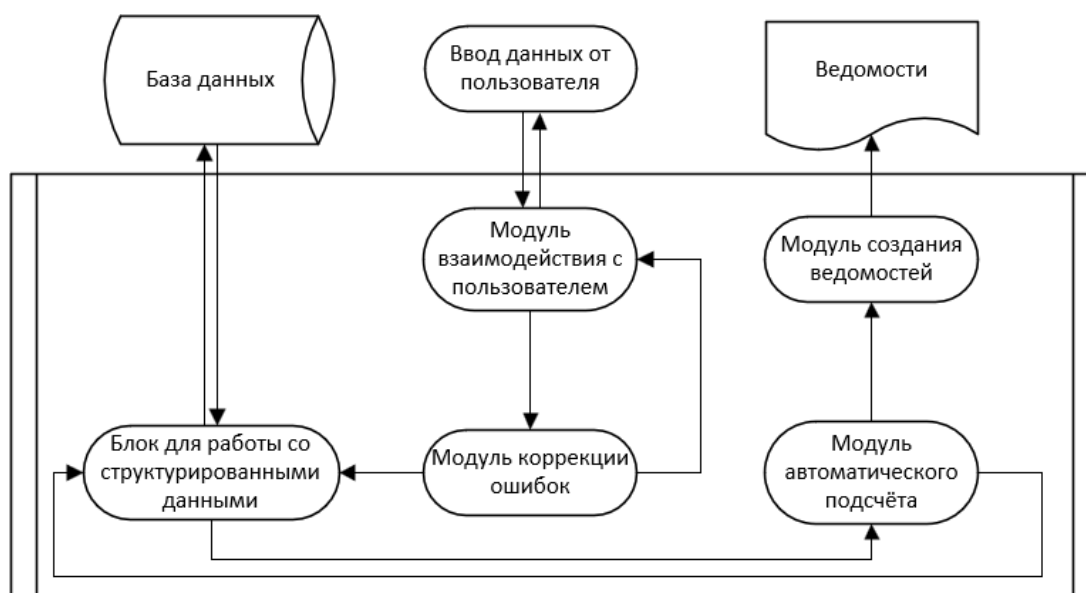 База данных
Ввод данных от
пользователя
Ведомости
Модуль
взаимодействия с
пользователем
Модуль создания
ведомостей
Блок для работы со
структурированными
данными
Модуль коррекции
ошибок
Модуль
автоматического
подсчёта